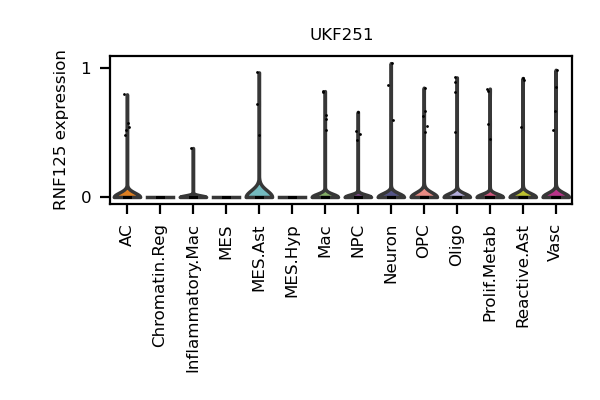 UKF251
RNF125 expression
1
0
AC
Chromatin.Reg
Inflammatory.Mac
MES
MES.Ast
MES.Hyp
Mac
NPC
Neuron
OPC
Oligo
Prolif.Metab
Reactive.Ast
Vasc